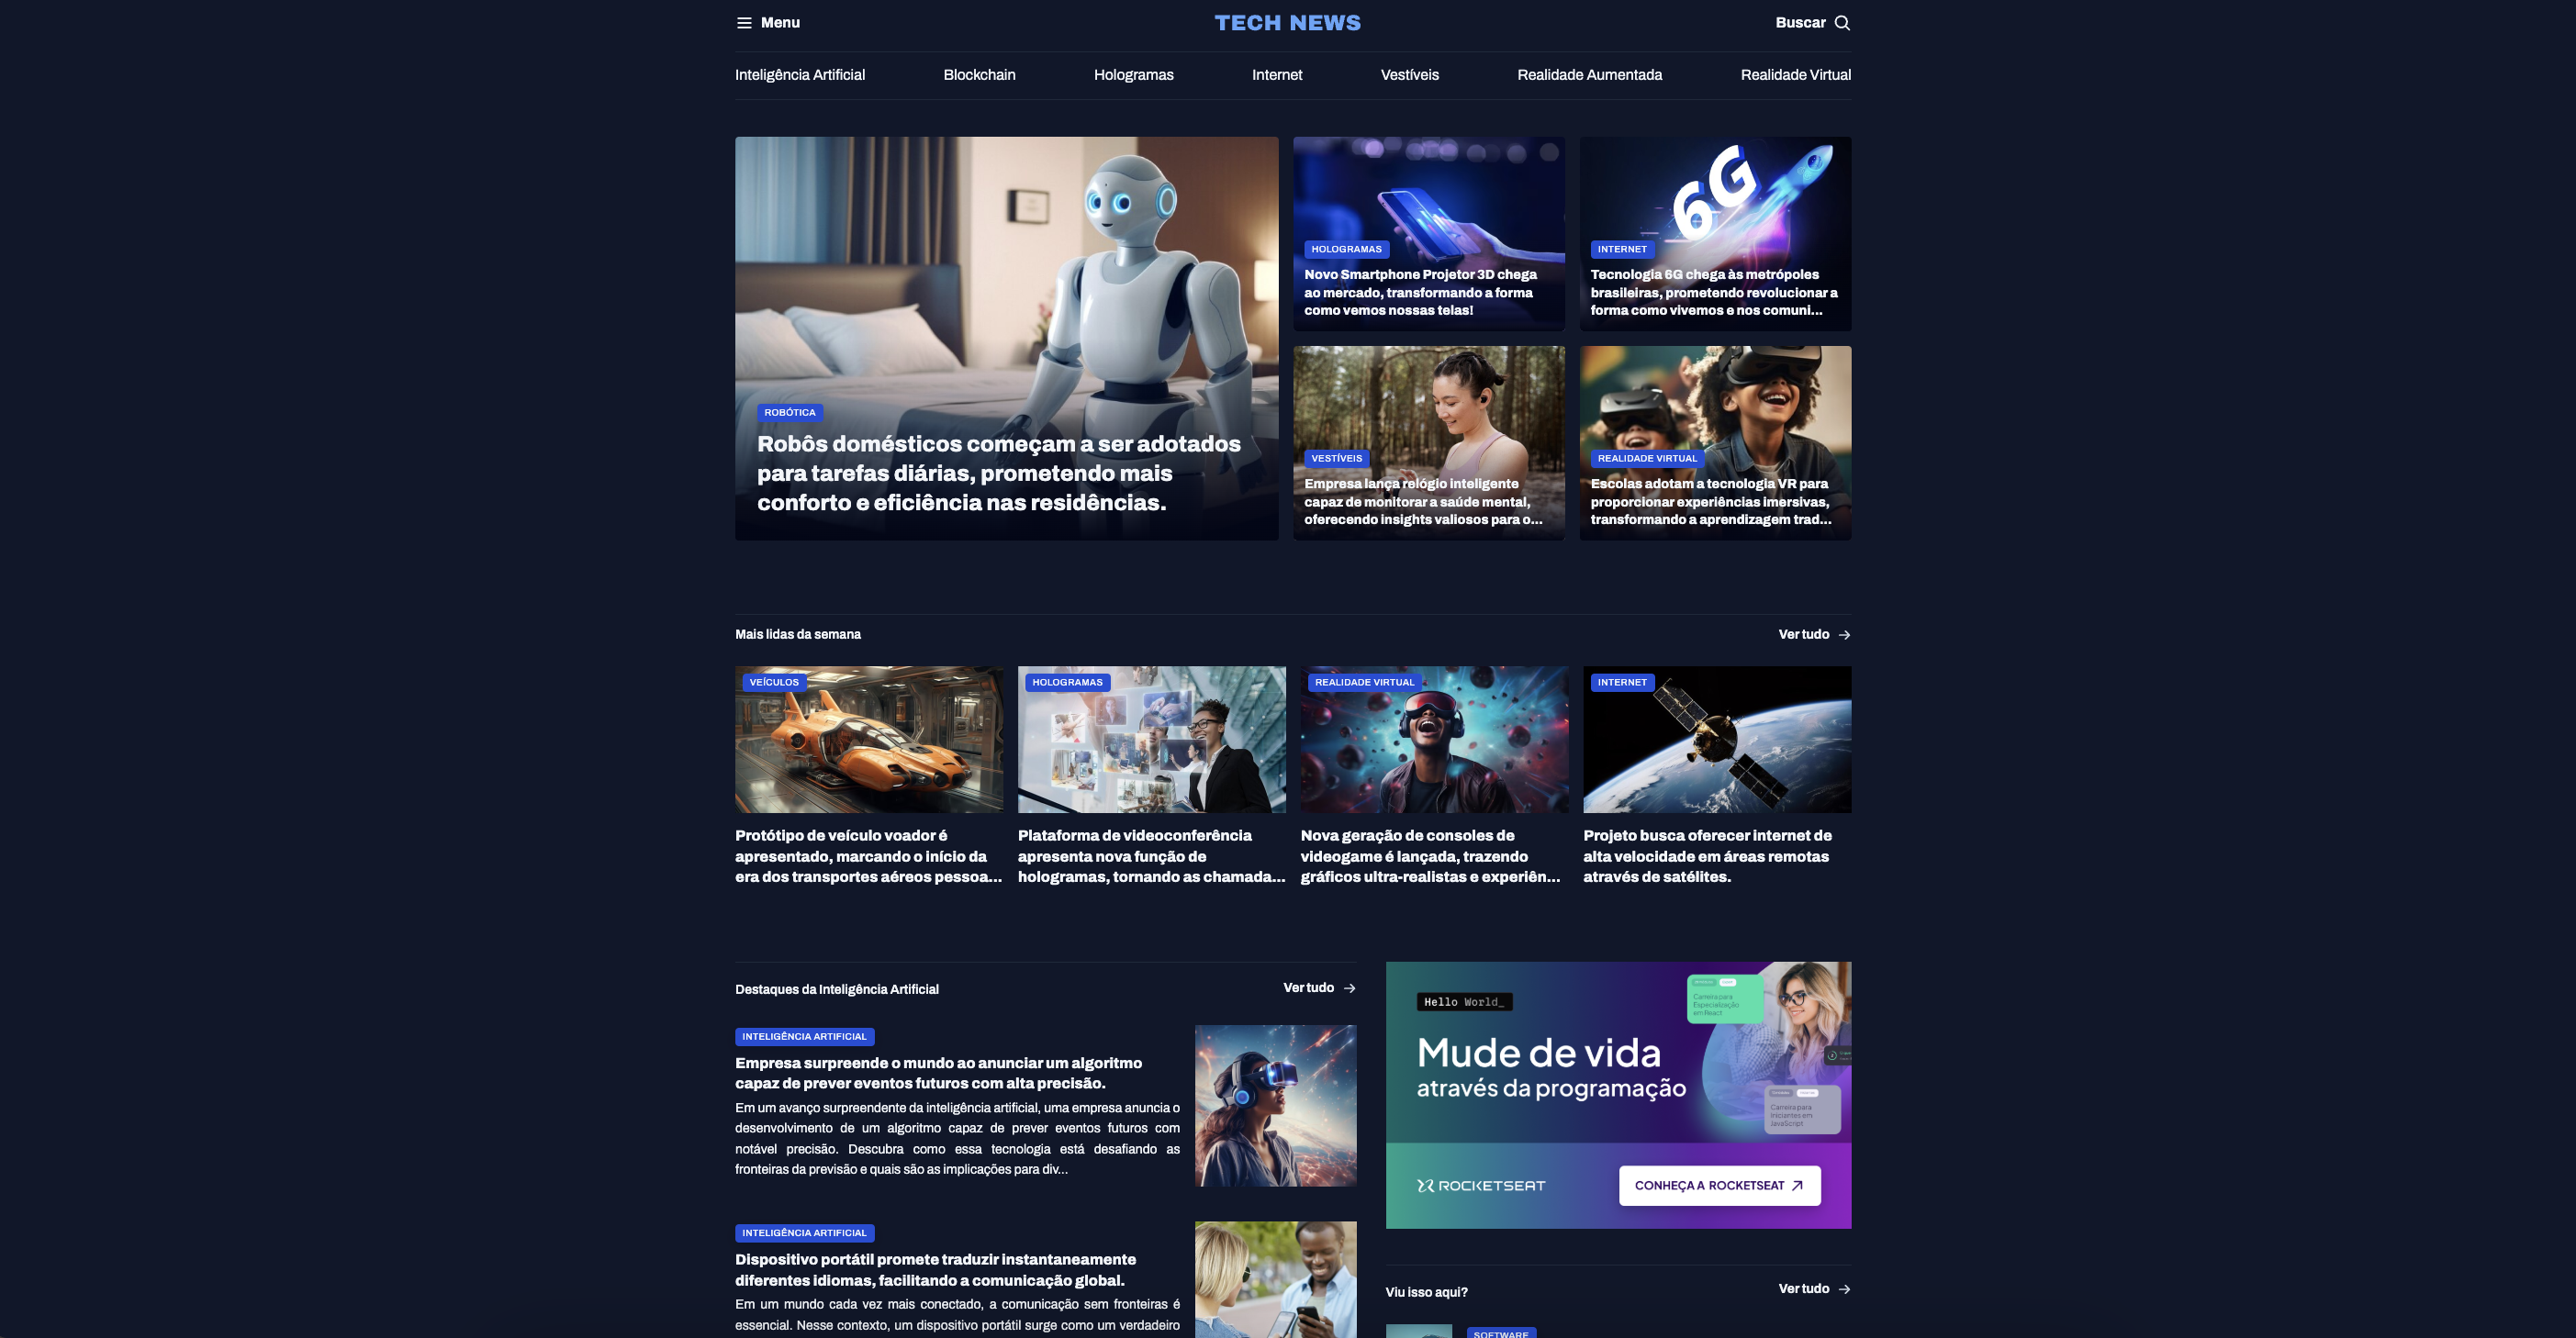 Menu
TECH NEWS
Buscar
Inteligência Artificial
Blockchain
Hologramas
Internet
Vestíveis
Realidade Aumentada
Realidade Virtual
ROBÓTICA
Robôs domésticos começam a ser adotados
para tarefas diárias, prometendo mais
conforto e eficiência nas residências.
HOLOGRAMAS
Novo Smartphone Projetor 3D chega
ao mercado, transformando a forma
como vemos nossas telas!
6G
INTERNET
Tecnologia 6G chega às metrópoles
brasileiras, prometendo revolucionar a
forma como vivemos e nos comuni...
VESTÍVEIS
Empresa lança relógio inteligente
capaz de monitorar a saúde mental,
oferecendo insights valiosos para o...
REALIDADE VIRTUAL
Escolas adotam a tecnologia VR para
proporcionar experiências imersivas,
transformando a aprendizagem trad...
Mais lidas da semana
Ver tudo
VEÍCULOS
Protótipo de veículo voador é
apresentado, marcando o início da
era dos transportes aéreos pessoa...
HOLOGRAMAS
Plataforma de videoconferência
apresenta nova função de
hologramas, tornando as chamada...
REALIDADE VIRTUAL
Nova geração de consoles de
videogame é lançada, trazendo
gráficos ultra-realistas e experiên...
INTERNET
Projeto busca oferecer internet de
alta velocidade em áreas remotas
através de satélites.
Destaques da Inteligência Artificial
Ver tudo
INTELIGÊNCIA ARTIFICIAL
Empresa surpreende o mundo ao anunciar um algoritmo
capaz de prever eventos futuros com alta precisão.
Em um avanço surpreendente da inteligência artificial, uma empresa anuncia o
desenvolvimento de um algoritmo capaz de prever eventos futuros com
notável precisão. Descubra como essa tecnologia está desafiando as
fronteiras da previsão e quais são as implicações para div...
INTELIGÊNCIA ARTIFICIAL
Dispositivo portátil promete traduzir instantaneamente
diferentes idiomas, facilitando a comunicação global.
Em um mundo cada vez mais conectado, a comunicação sem fronteiras é
essencial. Nesse contexto, um dispositivo portátil surge como um verdadeiro
Hello World_
Mude de vida
através da programação
Carreira para
Especialização
em React
Carreira para
Iniciantes em
JavaScript
ROCKETSEAT
CONHEÇA A ROCKETSEAT
Viu isso aqui?
Ver tudo
SOFTWARE